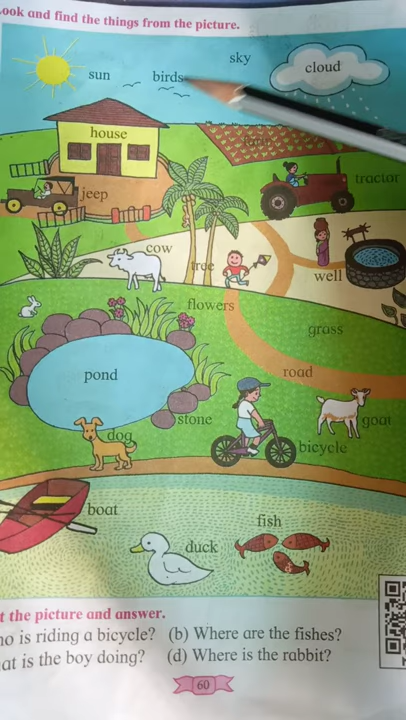 ook and find the things from the picture.
sky
cloud
sun
birds
house
farm
tractor
jeep
cow
tree
well
flowers
grass
pond
road
stone
goat
dog
bicycle
boat
fish
duck
t the picture and answer.
ho is riding a bicycle? (b) Where are the fishes?
at is the boy doing? (d) Where is the rabbit?
60